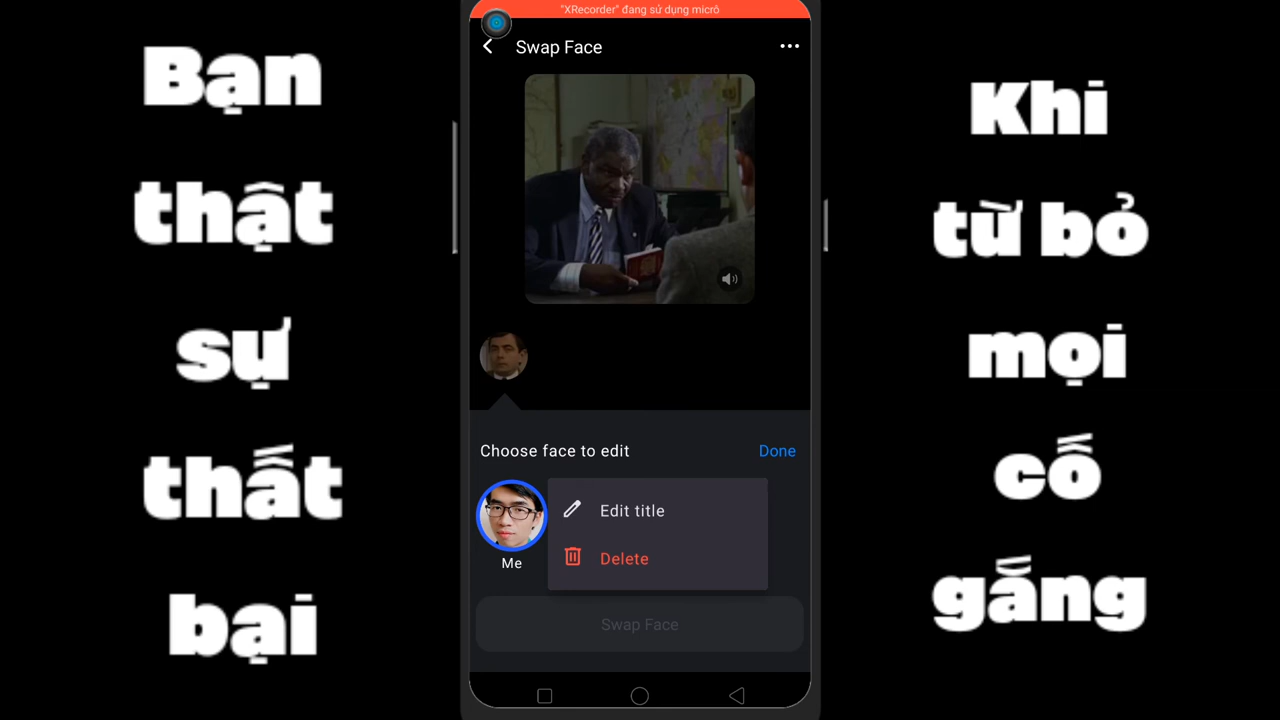 Bạn
thật
sự
thất
bại
"XRecorder" đang sử dụng micrô
Swap Face
Choose face to edit
Done
Edit title
Delete
Me
Swap Face
Khi
từ bỏ
mọi
cố
gắng